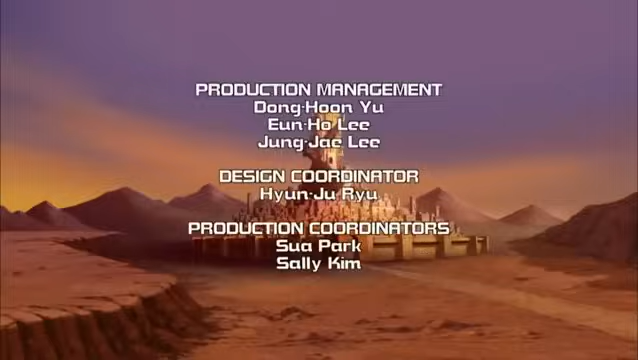 PRODUCTION MANAGEMENT
Dong-Hoon Yu
Eun-Ho Lee
Jung-Jae Lee
DESIGN COORDINATOR
Hyun-Ju Ryu
PRODUCTION COORDINATORS
Sua Park
Sally Kim